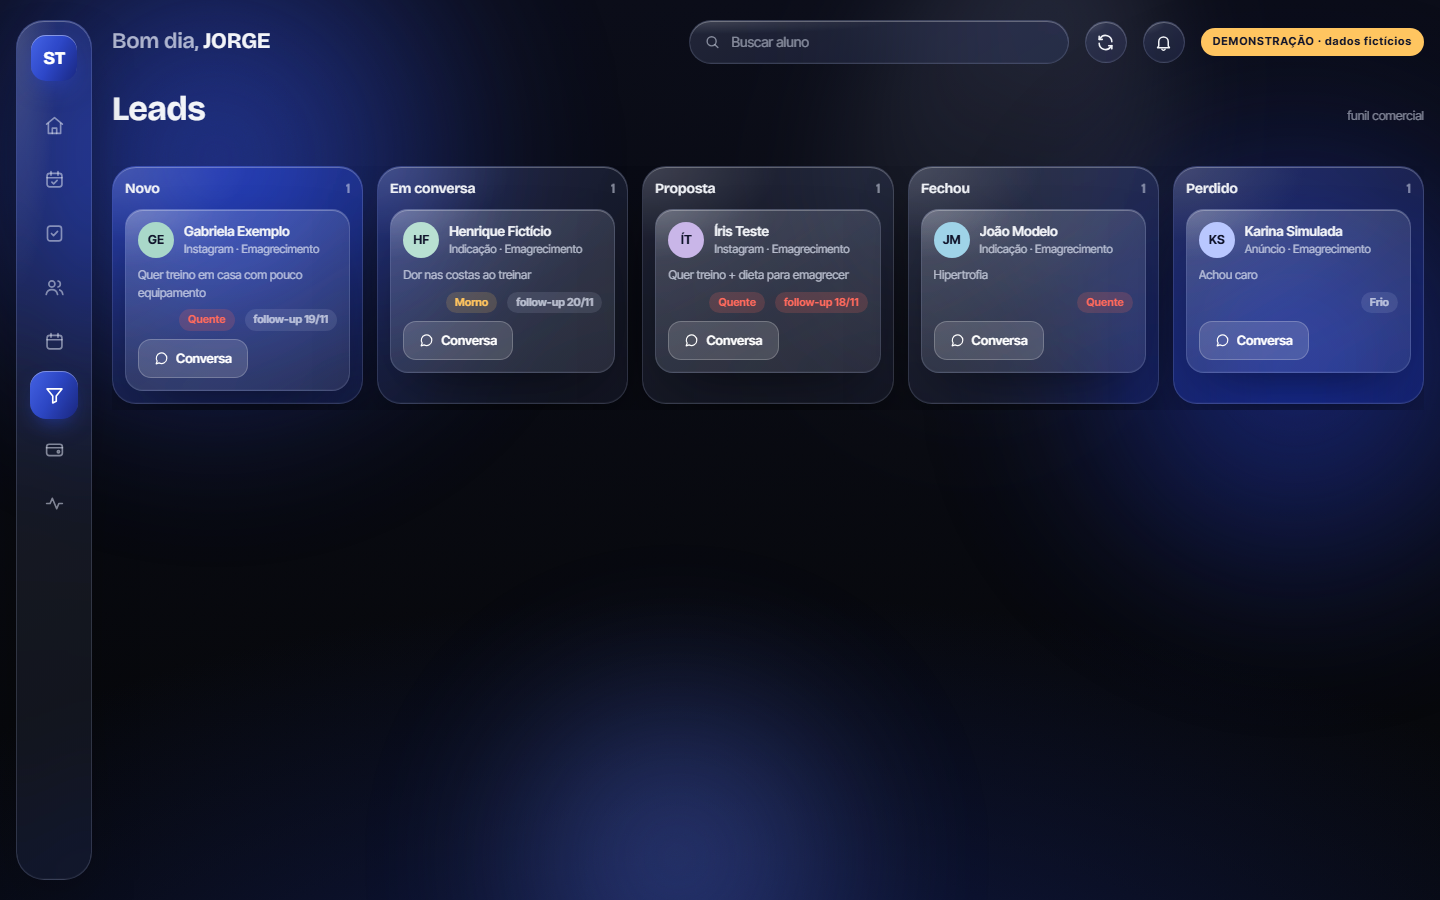 ST
Bom dia, JORGE
Buscar aluno
DEMONSTRAÇÃO · dados fictícios
Leads
funil comercial
Novo 1
GE
Gabriela Exemplo
Instagram · Emagrecimento
Quer treino em casa com pouco
equipamento
Quente follow-up 19/11
Conversa
Em conversa 1
HF
Henrique Fictício
Indicação · Emagrecimento
Dor nas costas ao treinar
Morno follow-up 20/11
Conversa
Proposta 1
ÍT
Íris Teste
Instagram · Emagrecimento
Quer treino + dieta para emagrecer
Quente follow-up 18/11
Conversa
Fechou 1
JM
João Modelo
Indicação · Emagrecimento
Hipertrofia
Quente
Conversa
Perdido 1
KS
Karina Simulada
Anúncio · Emagrecimento
Achou caro
Frio
Conversa